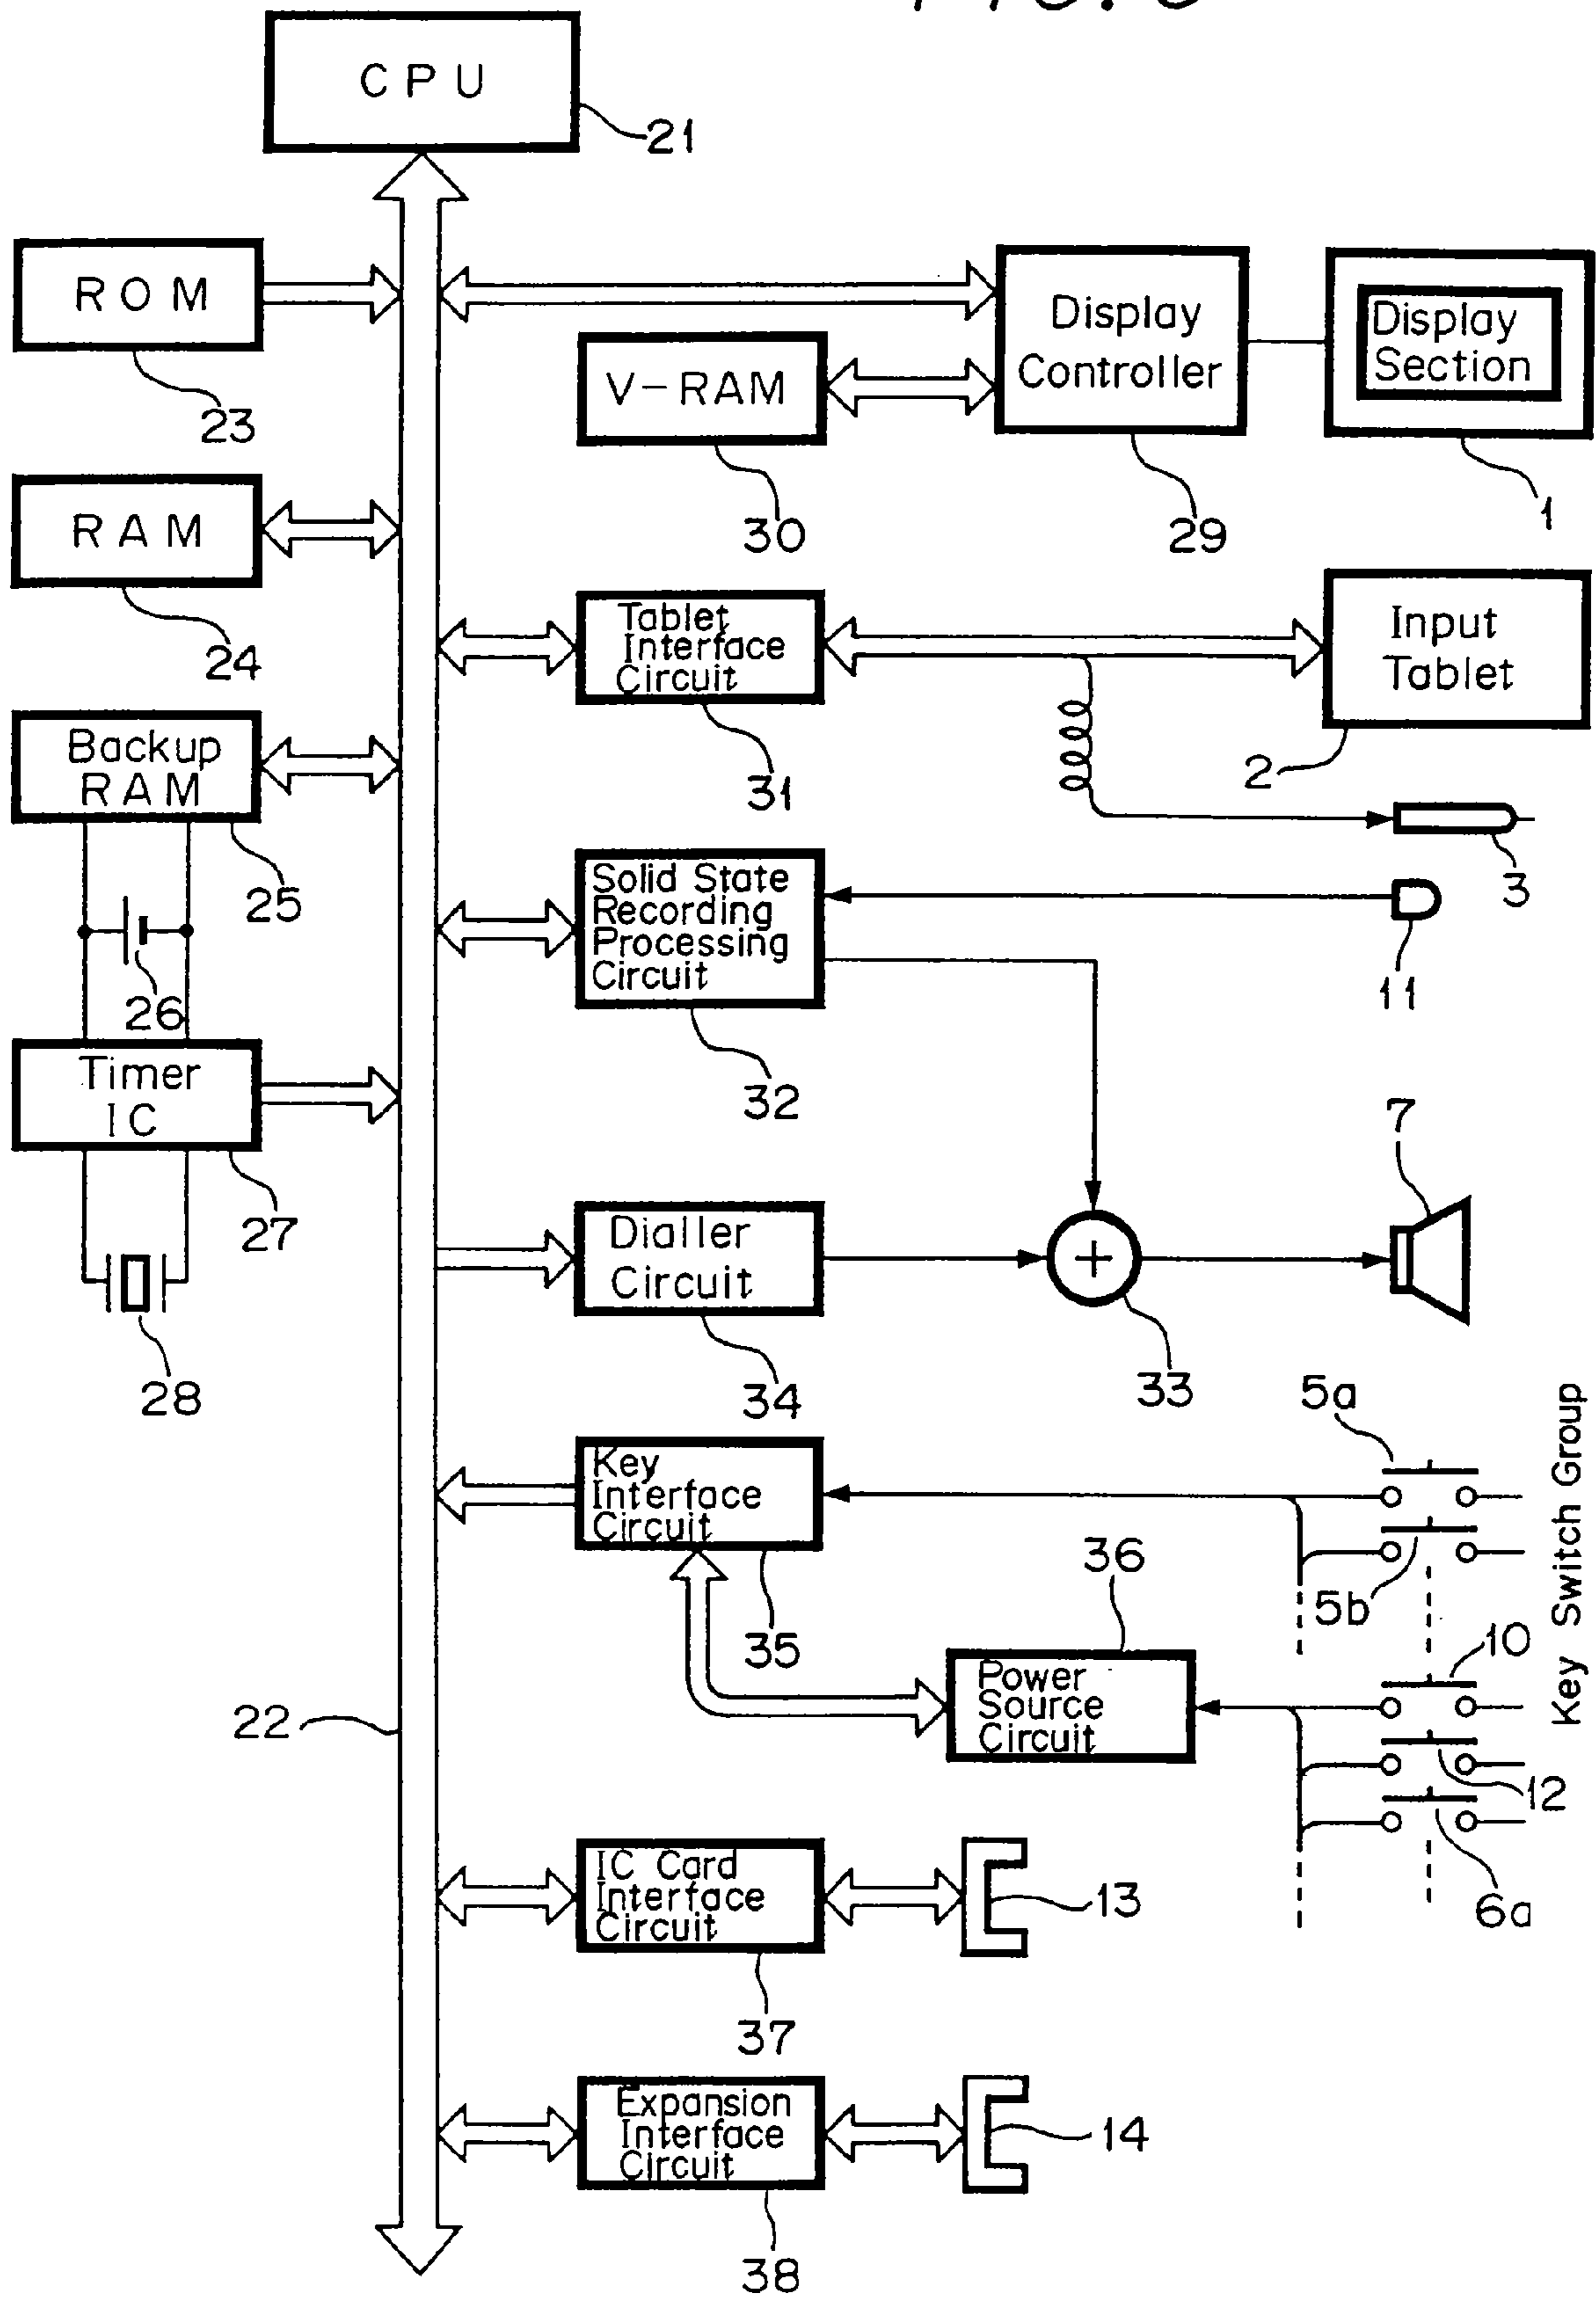 CPU
21
ROM
23
Display
Controller
29
Display
Section
1
V-RAM
30
RAM
24
Tablet
Interface
Circuit
31
Input
Tablet
2
3
Backup
RAM
25
26
Solid State
Recording
Processing
Circuit
32
11
Timer
IC
27
28
7
Dialler
Circuit
34
33
Key
Interface
Circuit
35
5a
5b
Key Switch Group
36
Power
Source
Circuit
10
12
6a
22
IC Card
Interface
Circuit
37
13
Expansion
Interface
Circuit
38
14